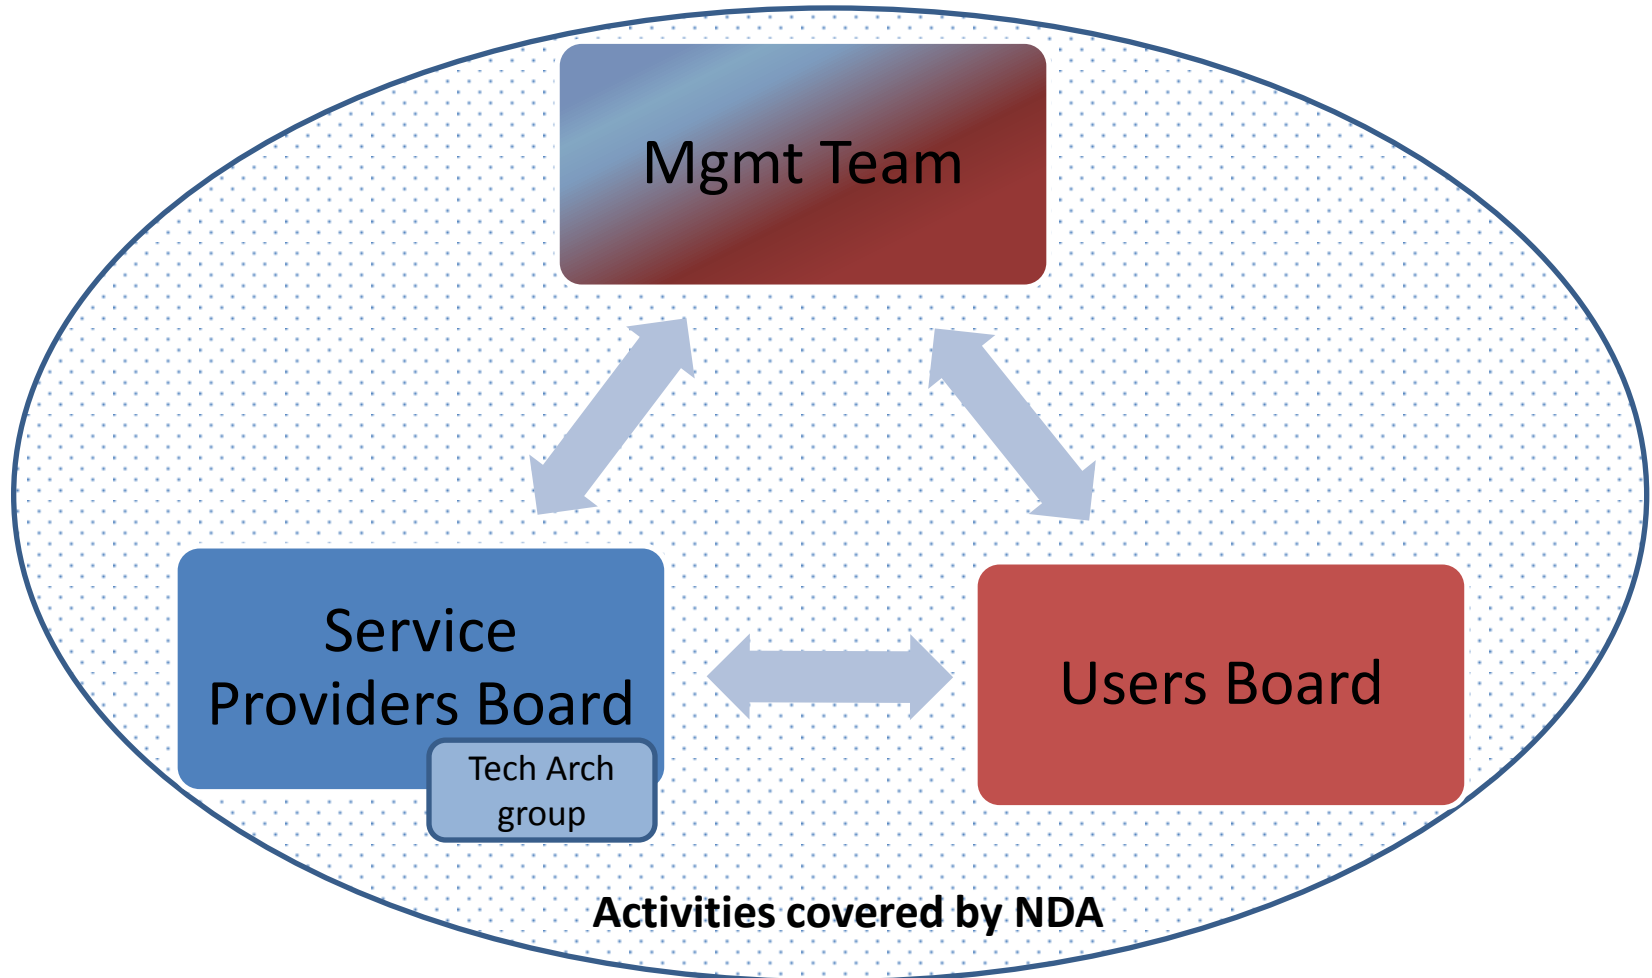 Mgmt Team
Service
Providers Board
Tech Arch
group
Users Board
Activities covered by NDA